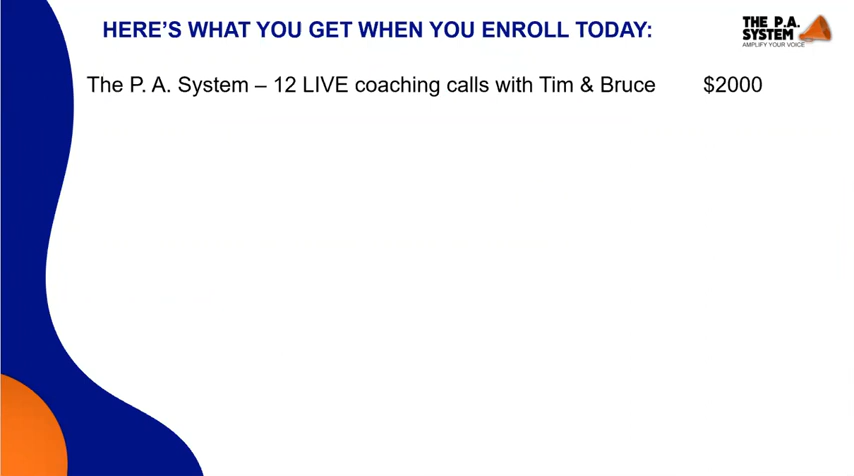 HERE'S WHAT YOU GET WHEN YOU ENROLL TODAY:
THE P.A.
SYSTEM
AMPLIFY YOUR VOICE
The P. A. System – 12 LIVE coaching calls with Tim & Bruce $2000